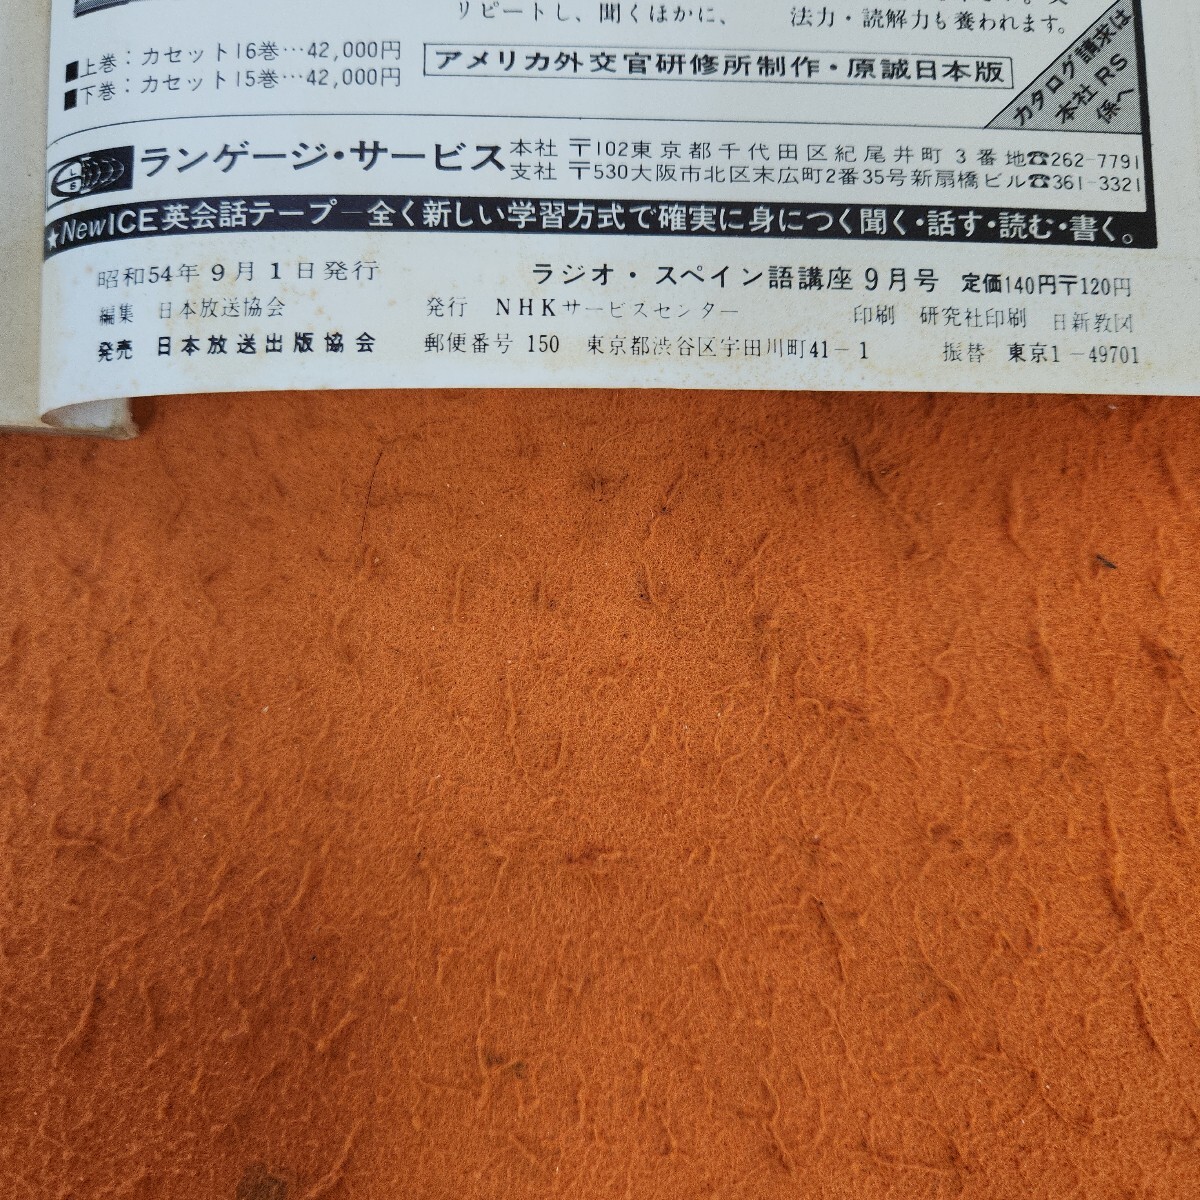 リピートし、聞くほかに、
法力・読解力も養われます。
■上巻：カセット16巻…42,000円
■下巻：カセット15巻…42,000円
アメリカ外交官研修所制作・原誠日本版
カタログ請求は
本社RS
係へ
ランゲージ・サービス
本社 〒102東京都千代田区紀尾井町3番地☎262-7791
支社 〒530大阪市北区末広町2番35号新扇橋ビル☎361-3321
★New ICE英会話テープ―全く新しい学習方式で確実に身につく聞く・話す・読む・書く。
昭和54年9月1日発行 ラジオ・スペイン語講座9月号 定価140円〒120円
編集 日本放送協会 発行 NHKサービスセンター 印刷 研究社印刷 日新教図
発売 日本放送出版協会 郵便番号 150 東京都渋谷区宇田川町41-1 振替 東京1-49701